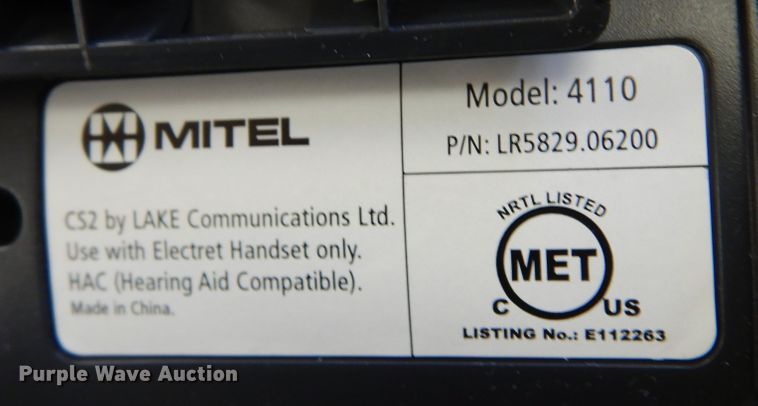 MITEL
CS2 by LAKE Communications Ltd.
Use with Electret Handset only.
HAC (Hearing Aid Compatible).
Made in China.
Model: 4110
P/N: LR5829.06200
NRTL LISTED
MET
C US
LISTING No.: E112263
Purple Wave Auction